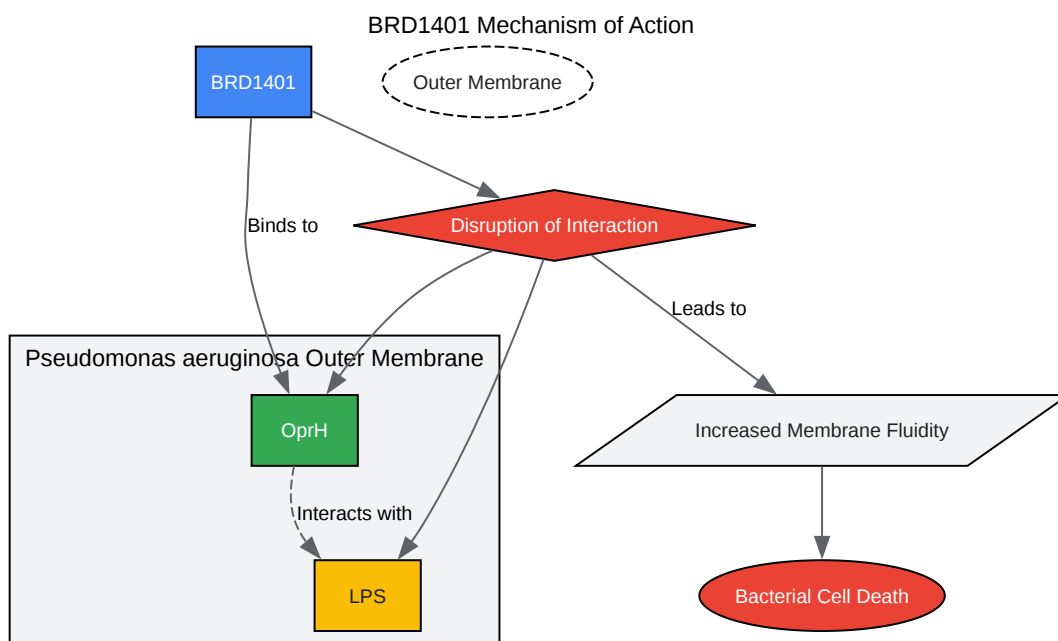 BRD1401 Mechanism of Action
BRD1401
Outer Membrane
Binds to
Disruption of Interaction
Leads to
Pseudomonas aeruginosa Outer Membrane
OprH
Increased Membrane Fluidity
Interacts with
LPS
Bacterial Cell Death